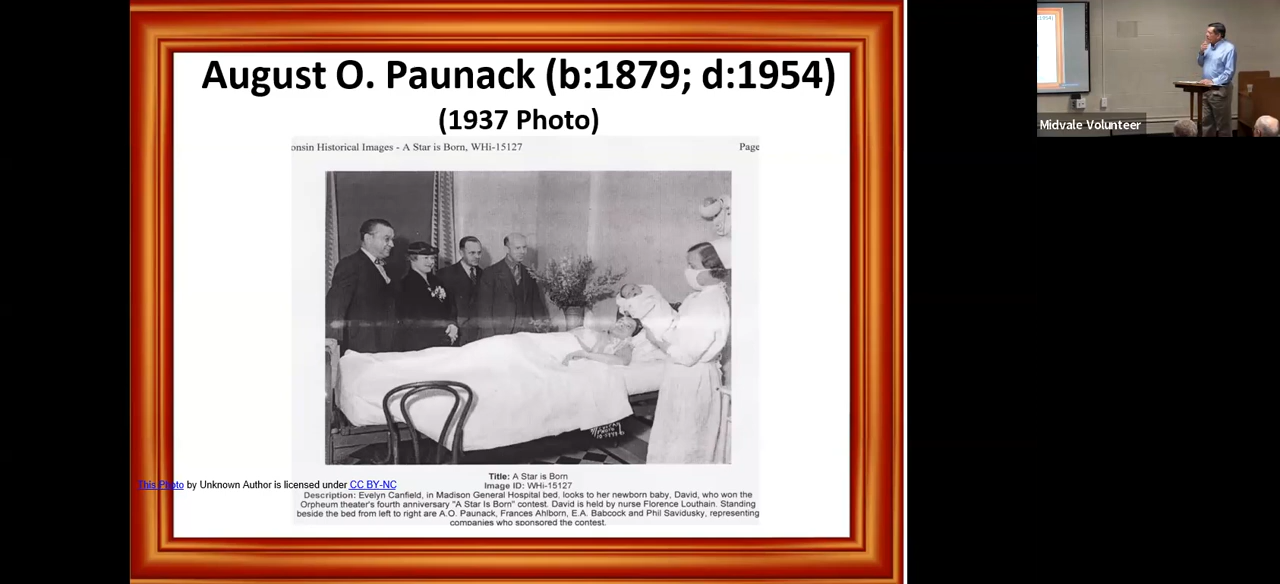 August O. Paunack (b:1879; d:1954)
(1937 Photo)
onsin Historical Images - A Star is Born, WHi-15127 Page
Title: A Star is Born
Image ID: WHi-15127
Description: Evelyn Canfield, in Madison General Hospital bed, looks to her newborn baby, David, who won the
Orpheum theater's fourth anniversary "A Star Is Born" contest. David is held by nurse Florence Louthain. Standing
beside the bed from left to right are A.O. Paunack, Frances Ahlborn, E.A. Babcock and Phil Savidusky, representing
companies who sponsored the contest.
This Photo by Unknown Author is licensed under CC BY-NC
Midvale Volunteer